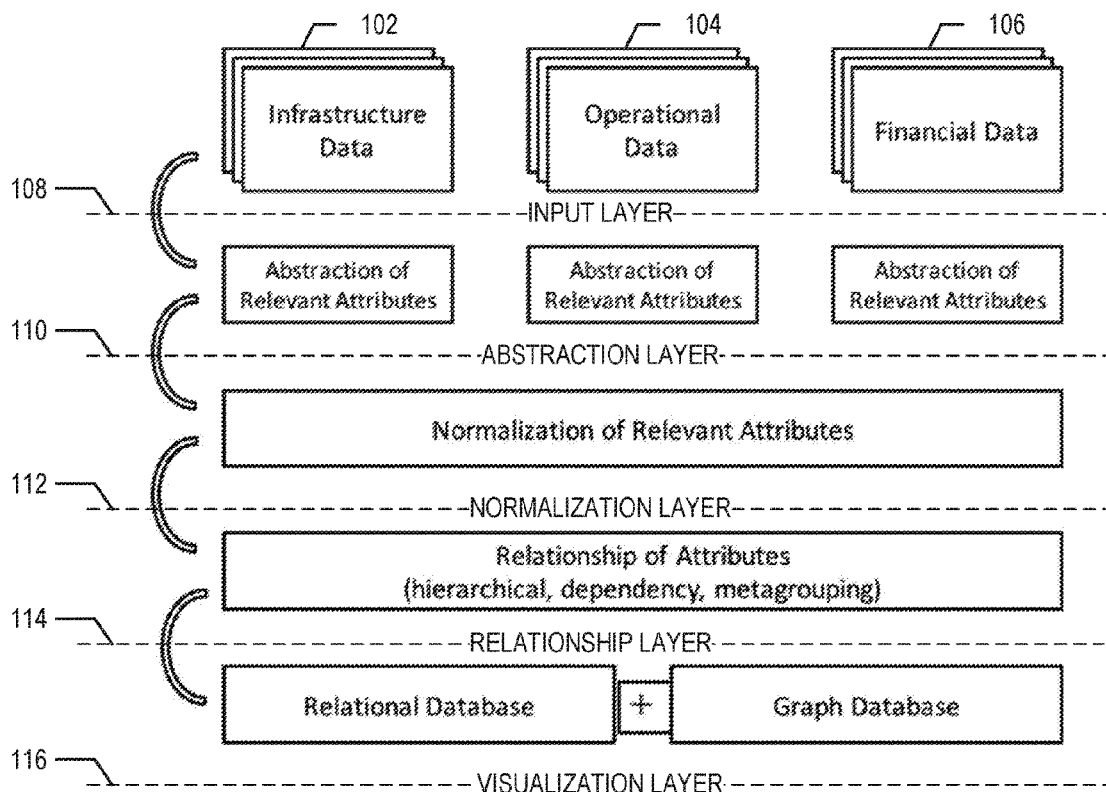 102
104
106
Infrastructure
Data
Operational
Data
Financial Data
108
INPUT LAYER
Abstraction of
Relevant Attributes
Abstraction of
Relevant Attributes
Abstraction of
Relevant Attributes
110
ABSTRACTION LAYER
Normalization of Relevant Attributes
112
NORMALIZATION LAYER
Relationship of Attributes
(hierarchical, dependency, metagrouping)
114
RELATIONSHIP LAYER
Relational Database
+
Graph Database
116
VISUALIZATION LAYER